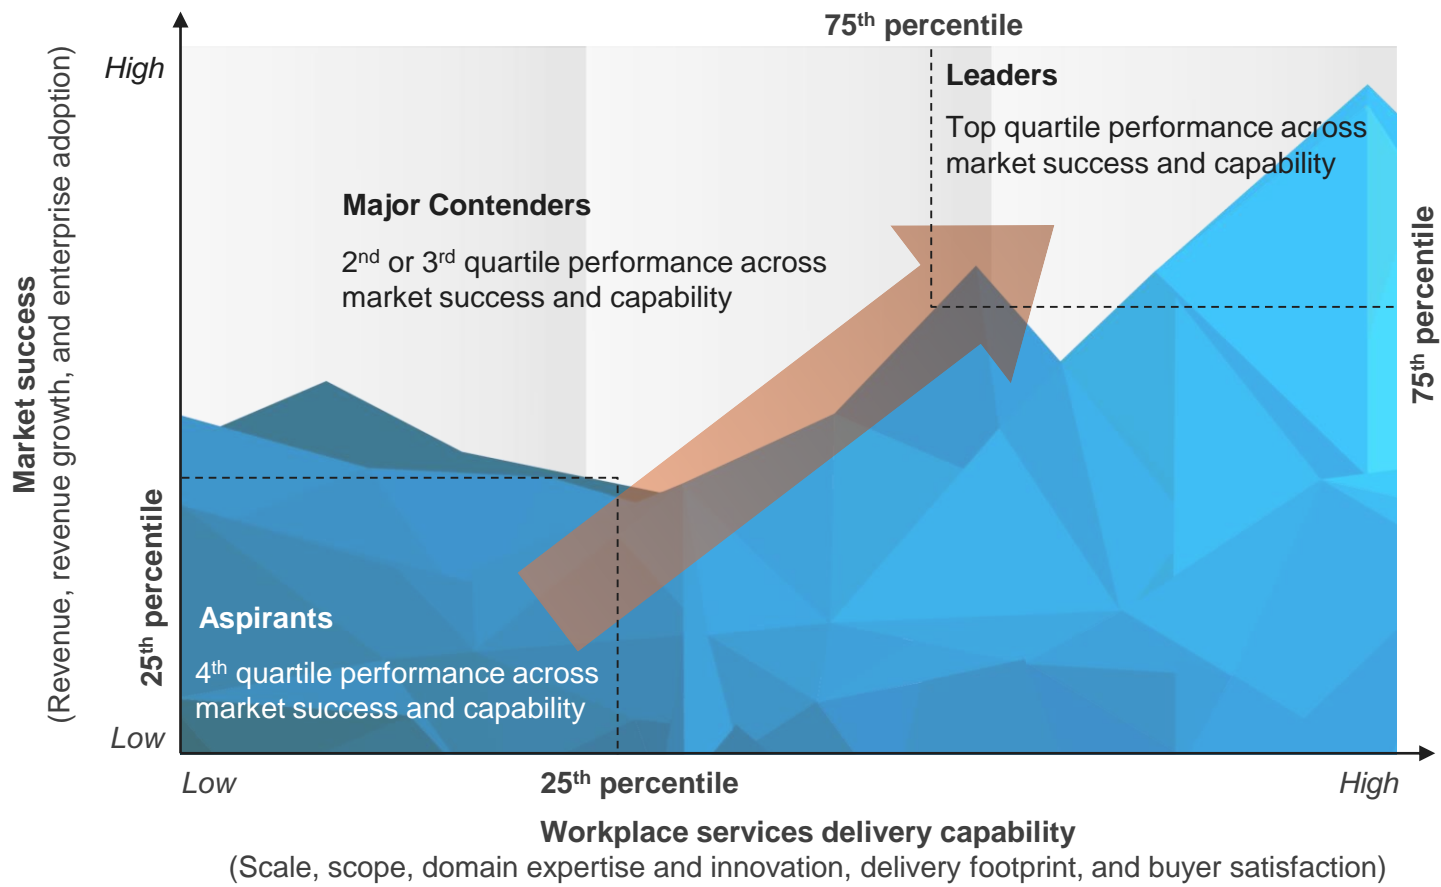 75th percentile
High
Leaders
Top quartile performance across
market success and capability
Major Contenders
2nd or 3rd quartile performance across
market success and capability
75th percentile
Market success
(Revenue, revenue growth, and enterprise adoption)
25th percentile
Aspirants
4th quartile performance across
market success and capability
Low
Low
25th percentile
High
Workplace services delivery capability
(Scale, scope, domain expertise and innovation, delivery footprint, and buyer satisfaction)